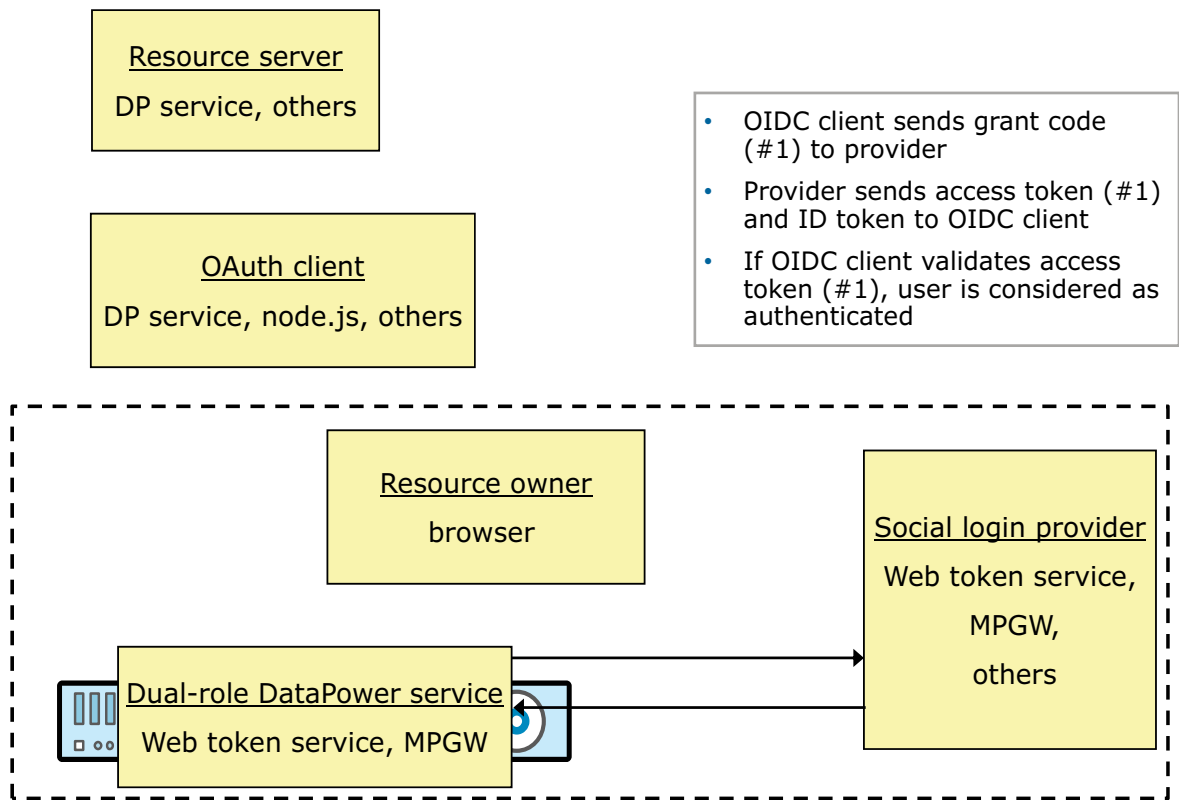 Resource server
DP service, others
OAuth client
DP service, node.js, others
• OIDC client sends grant code
(#1) to provider
• Provider sends access token (#1)
and ID token to OIDC client
• If OIDC client validates access
token (#1), user is considered as
authenticated
Resource owner
browser
Social login provider
Web token service,
MPGW,
others
Dual-role DataPower service
Web token service, MPGW